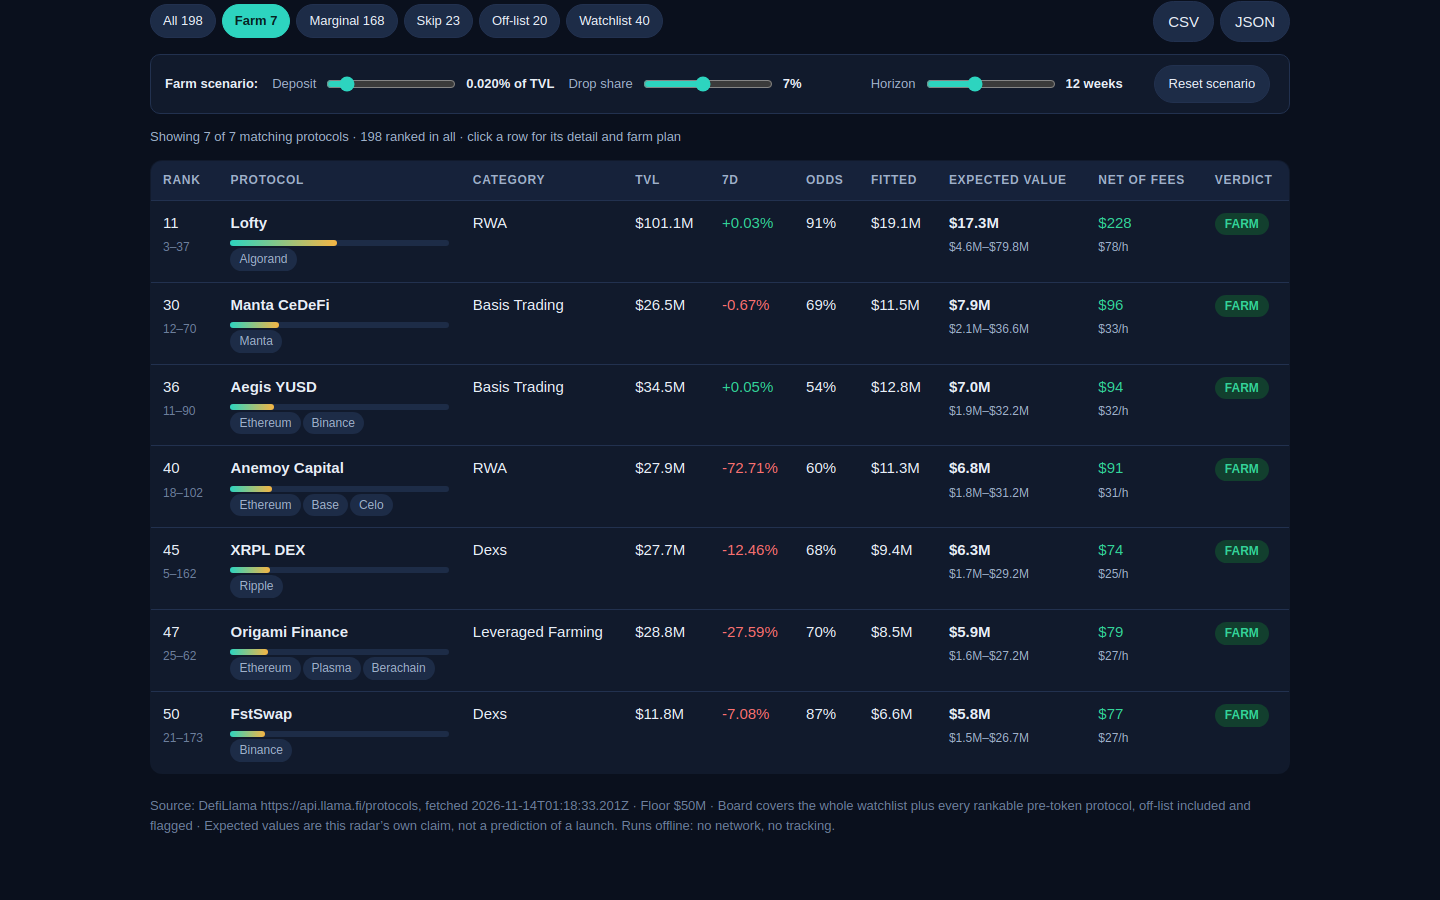 All 198 Farm 7 Marginal 168 Skip 23 Off-list 20 Watchlist 40 CSV JSON
Farm scenario: Deposit 0.020% of TVL Drop share 7% Horizon 12 weeks Reset scenario
Showing 7 of 7 matching protocols · 198 ranked in all · click a row for its detail and farm plan
RANK PROTOCOL CATEGORY TVL 7D ODDS FITTED EXPECTED VALUE NET OF FEES VERDICT
11 Lofty RWA $101.1M +0.03% 91% $19.1M $17.3M $228 FARM
3–37 $4.6M–$79.8M $78/h
Algorand
30 Manta CeDeFi Basis Trading $26.5M -0.67% 69% $11.5M $7.9M $96 FARM
12–70 $2.1M–$36.6M $33/h
Manta
36 Aegis YUSD Basis Trading $34.5M +0.05% 54% $12.8M $7.0M $94 FARM
11–90 $1.9M–$32.2M $32/h
Ethereum Binance
40 Anemoy Capital RWA $27.9M -72.71% 60% $11.3M $6.8M $91 FARM
18–102 $1.8M–$31.2M $31/h
Ethereum Base Celo
45 XRPL DEX Dexs $27.7M -12.46% 68% $9.4M $6.3M $74 FARM
5–162 $1.7M–$29.2M $25/h
Ripple
47 Origami Finance Leveraged Farming $28.8M -27.59% 70% $8.5M $5.9M $79 FARM
25–62 $1.6M–$27.2M $27/h
Ethereum Plasma Berachain
50 FstSwap Dexs $11.8M -7.08% 87% $6.6M $5.8M $77 FARM
21–173 $1.5M–$26.7M $27/h
Binance
Source: DefiLlama https://api.llama.fi/protocols, fetched 2026-11-14T01:18:33.201Z · Floor $50M · Board covers the whole watchlist plus every rankable pre-token protocol, off-list included and
flagged · Expected values are this radar's own claim, not a prediction of a launch. Runs offline: no network, no tracking.